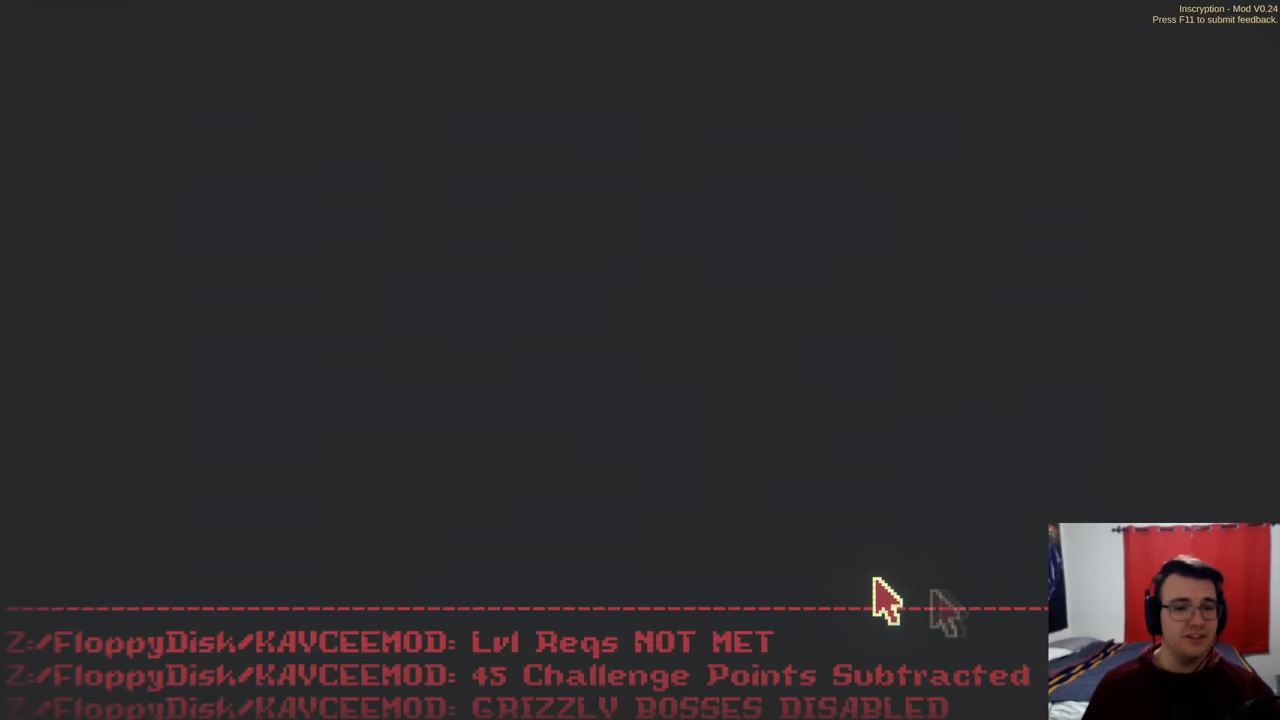 Inscryption - Mod V0.24
Press F11 to submit feedback.
Z:/FloppyDisk/KAYCEEMOD: Lvl Reqs NOT MET
Z:/FloppyDisk/KAYCEEMOD: 45 Challenge Points Subtracted
Z:/FloppyDisk/KAYCEEMOD: GRIZZLY BOSSES DISABLED